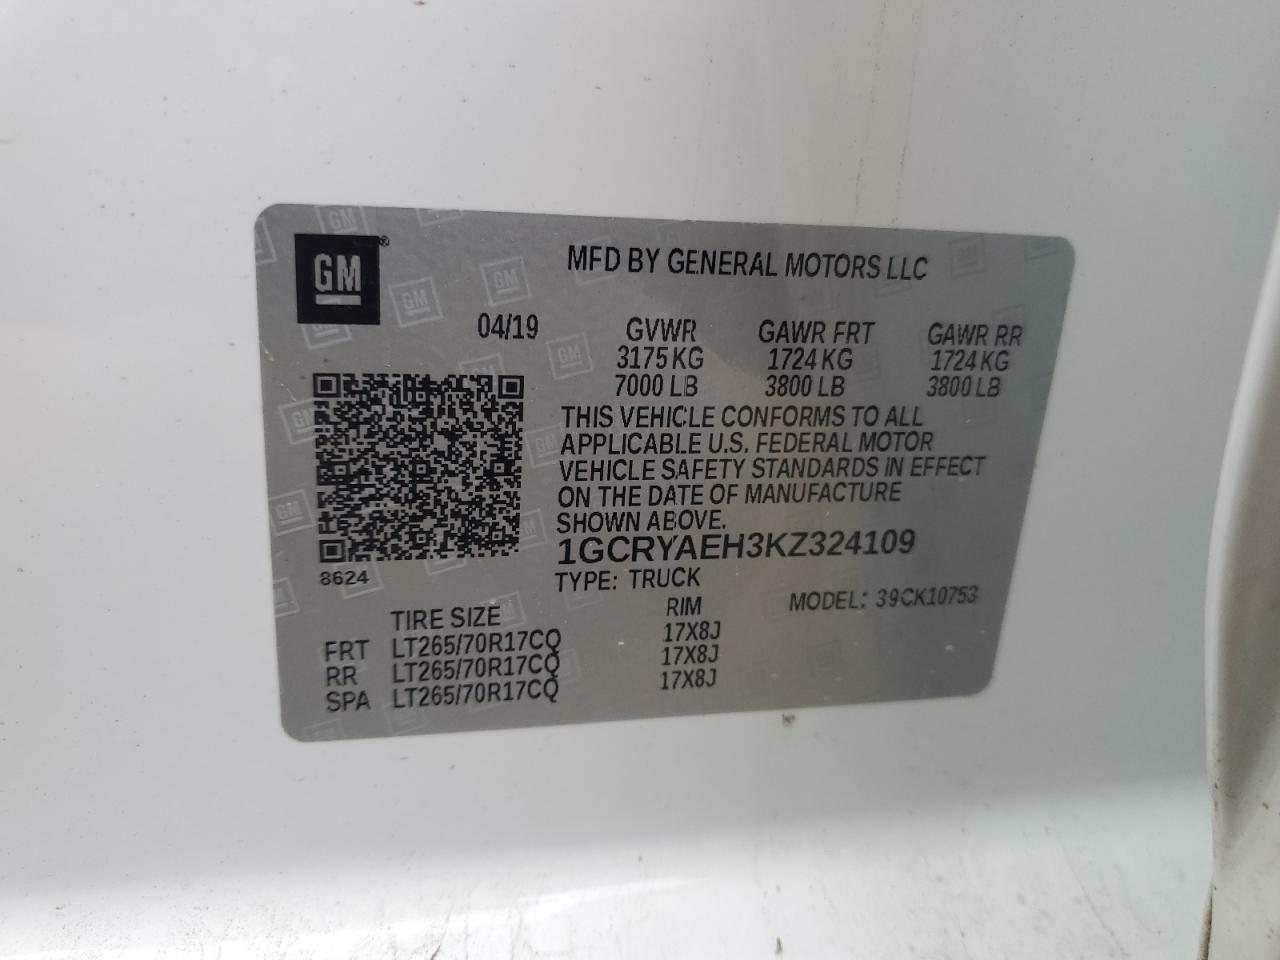 GM®
MFD BY GENERAL MOTORS LLC
04/19 GVWR GAWR FRT GAWR RR
3175 KG 1724 KG 1724 KG
7000 LB 3800 LB 3800 LB
THIS VEHICLE CONFORMS TO ALL
APPLICABLE U.S. FEDERAL MOTOR
VEHICLE SAFETY STANDARDS IN EFFECT
ON THE DATE OF MANUFACTURE
SHOWN ABOVE.
1GCRYAEH3KZ324109
8624
TYPE: TRUCK MODEL: 39CK10753
TIRE SIZE RIM
FRT LT265/70R17CQ 17X8J
RR LT265/70R17CQ 17X8J
SPA LT265/70R17CQ 17X8J